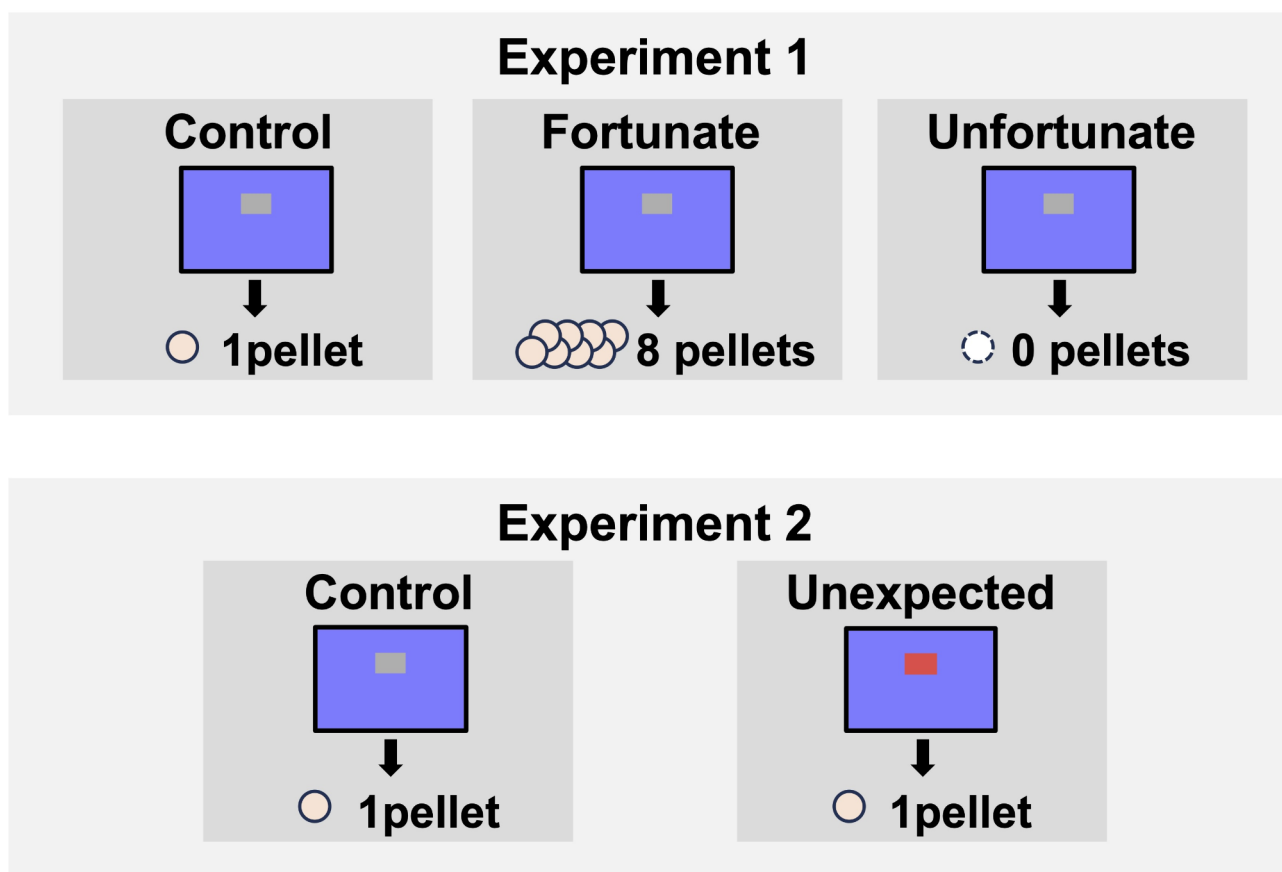 Experiment 1
Control
Fortunate
Unfortunate
1pellet
8 pellets
0 pellets
Experiment 2
Control
Unexpected
1pellet
1pellet